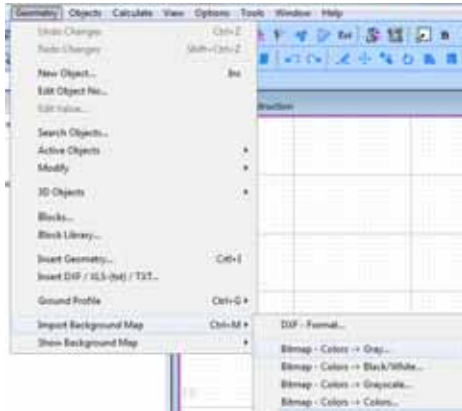 Geometry Objects Calculate View Options Tools Window Help
Undo Changes Ctrl+Z
Redo Changes Shift+Ctrl+Z
New Object... Ins
Edit Object No...
Edit Value...
Search Objects...
Active Objects
Modify
3D Objects
Blocks...
Block Library...
Insert Geometry... Ctrl+I
Insert DXF / XLS-(txt) / TXT...
Ground Profile Ctrl+G
Import Background Map Ctrl+M
Show Background Map
DXF - Format...
Bitmap - Colors -> Gray...
Bitmap - Colors -> Black/White...
Bitmap - Colors -> Grayscale...
Bitmap - Colors -> Colors...